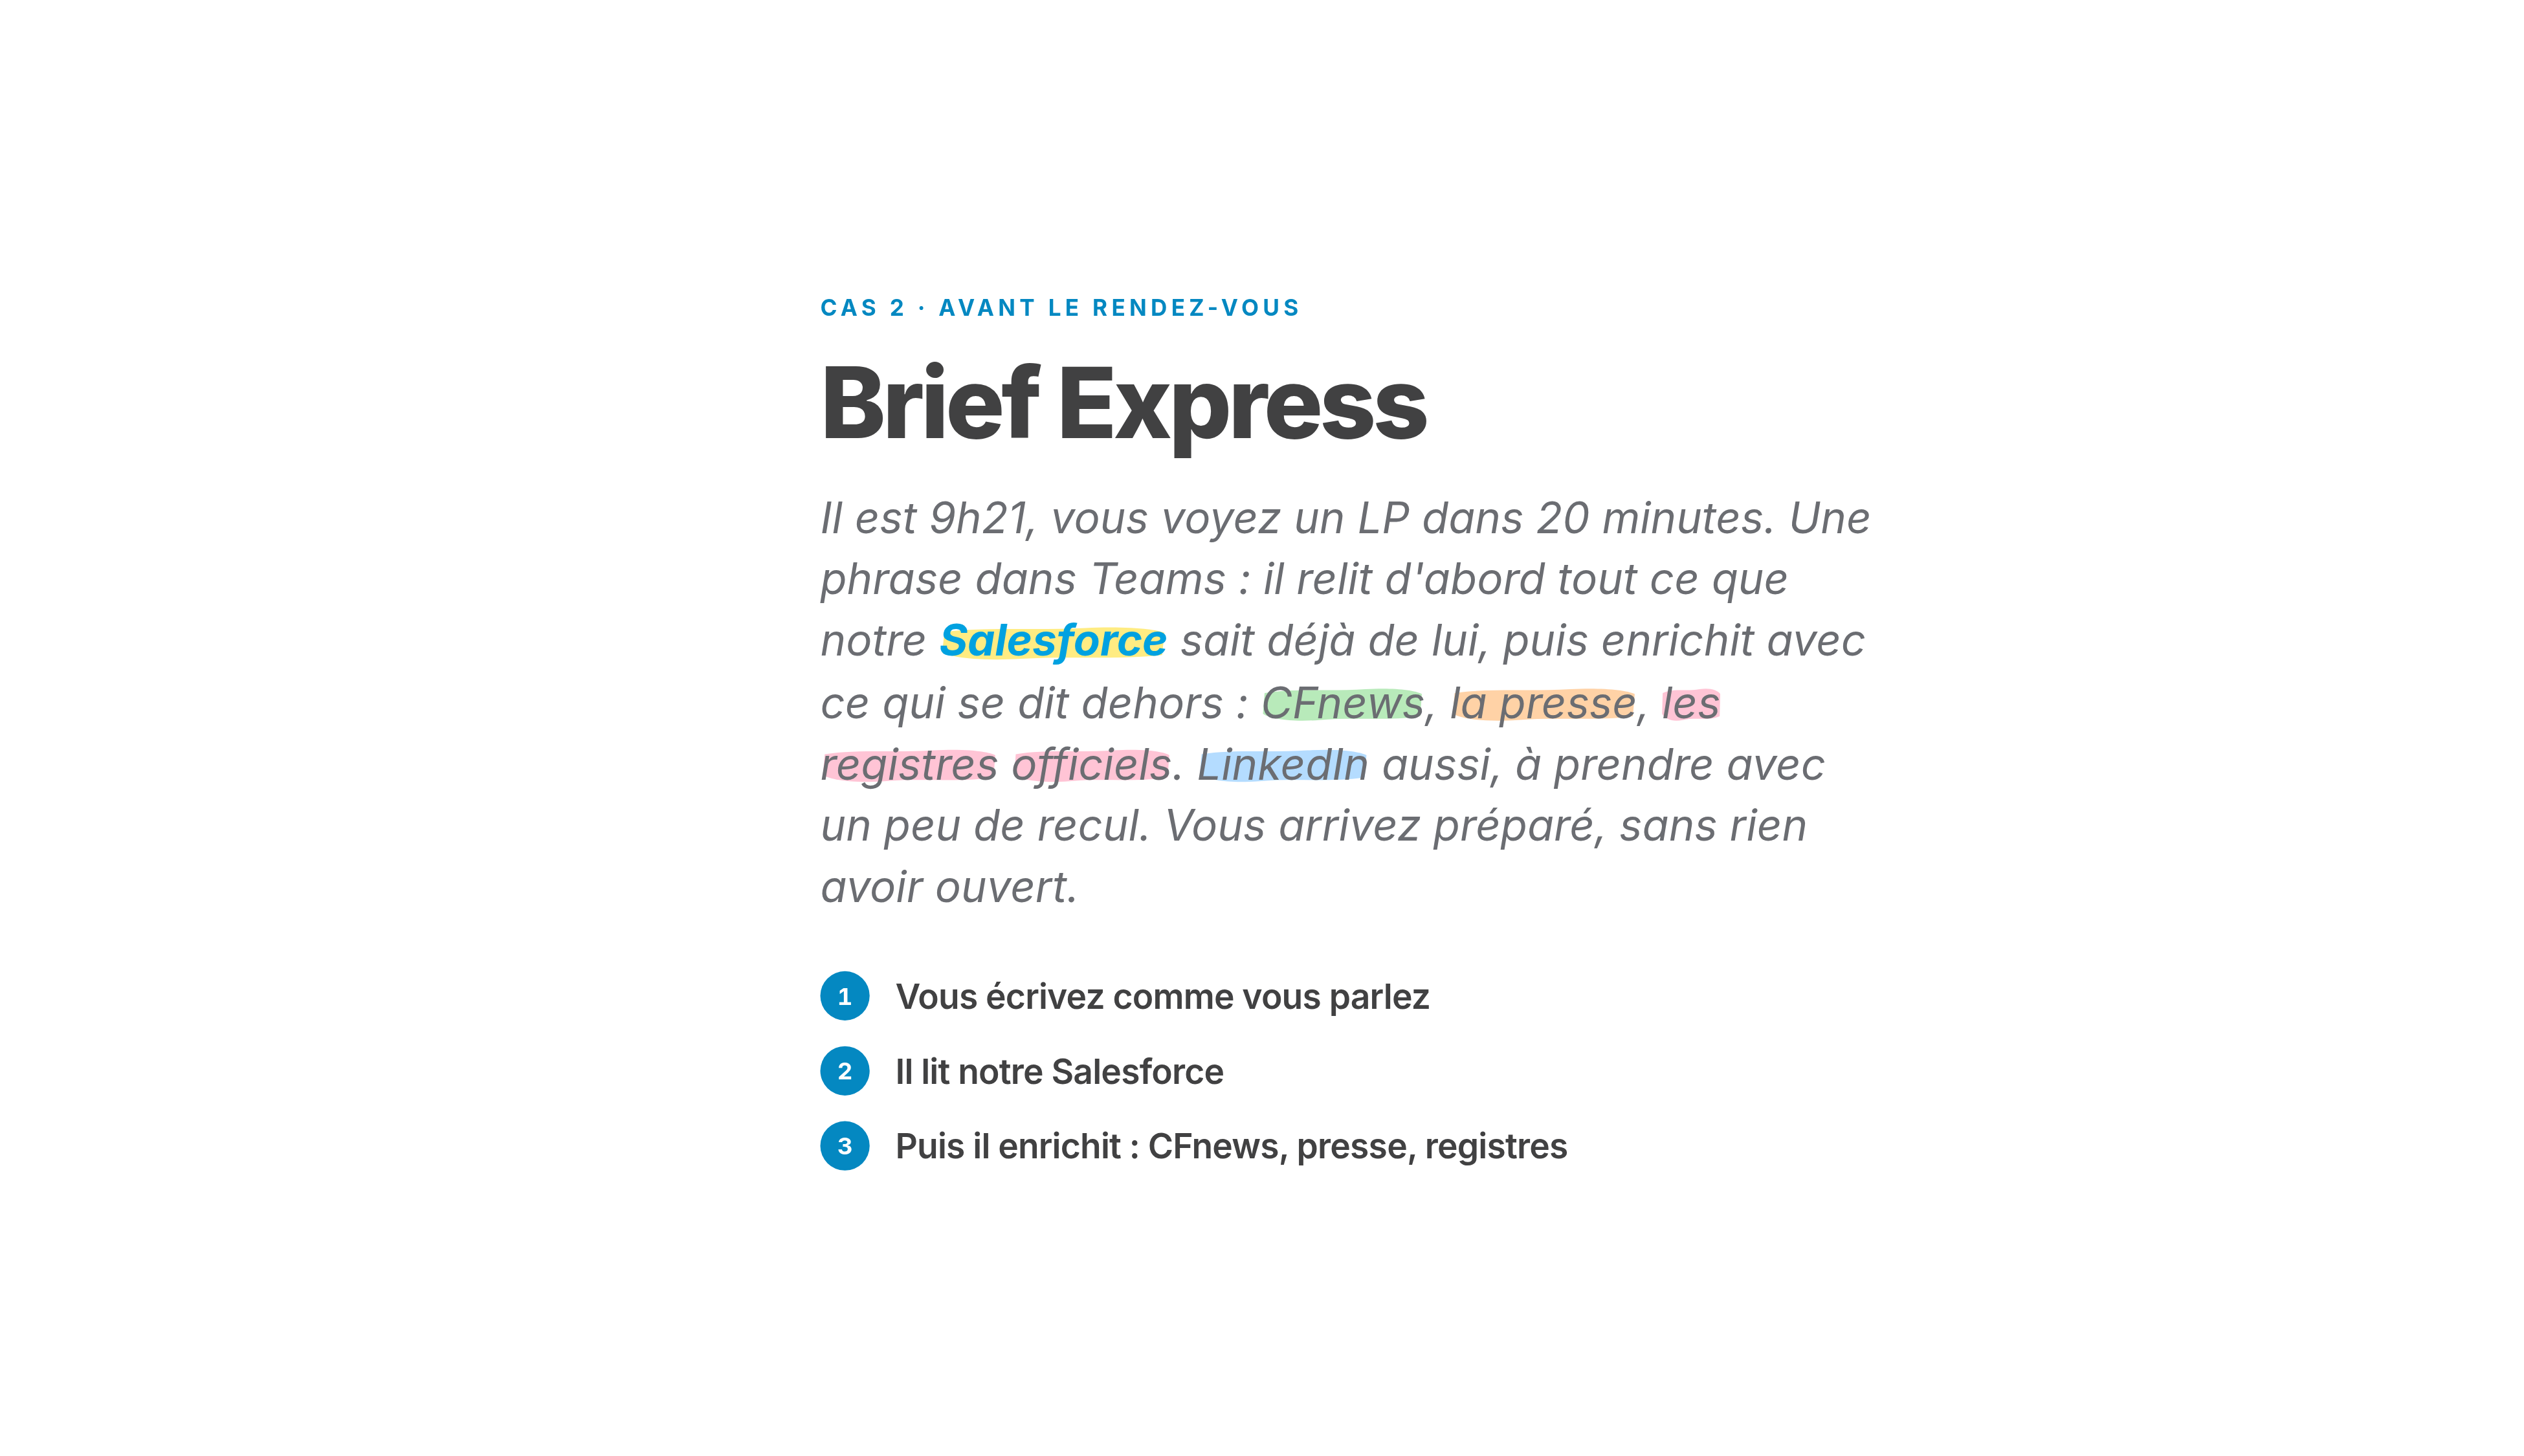 CAS 2 · AVANT LE RENDEZ-VOUS
Brief Express
Il est 9h21, vous voyez un LP dans 20 minutes. Une
phrase dans Teams : il relit d'abord tout ce que
notre Salesforce sait déjà de lui, puis enrichit avec
ce qui se dit dehors : CFnews, la presse, les
registres officiels. LinkedIn aussi, à prendre avec
un peu de recul. Vous arrivez préparé, sans rien
avoir ouvert.
1 Vous écrivez comme vous parlez
2 Il lit notre Salesforce
3 Puis il enrichit : CFnews, presse, registres